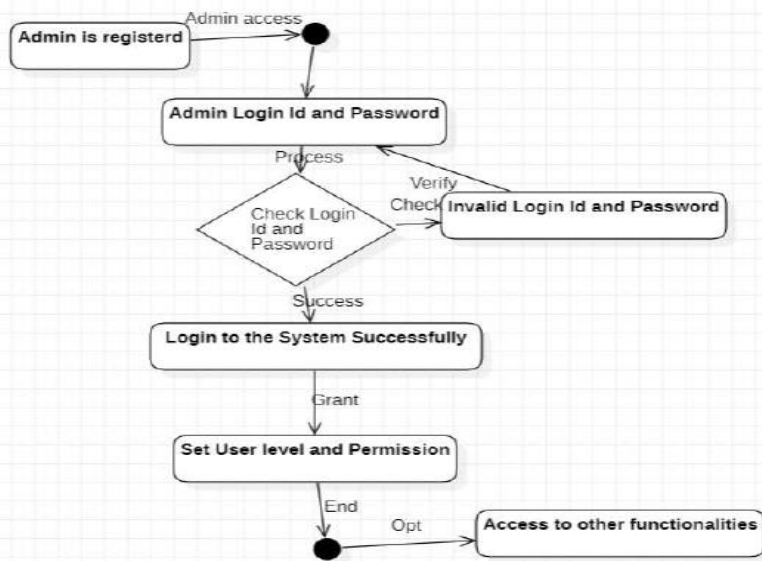 Admin access
Admin is registerd
Admin Login Id and Password
Process
Verify
Check
Invalid Login Id and Password
Check Login
Id and
Password
Success
Login to the System Successfully
Grant
Set User level and Permission
End
Opt
Access to other functionalities